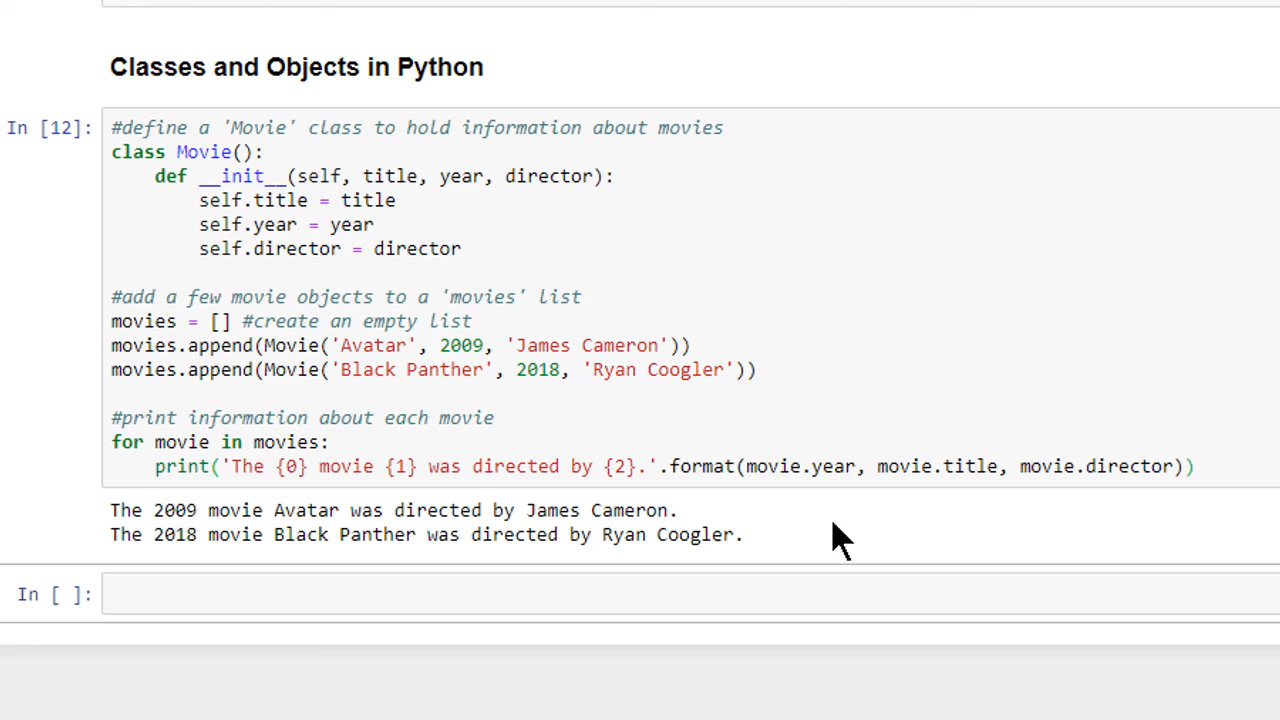 Classes and Objects in Python
In [12]:
#define a 'Movie' class to hold information about movies
class Movie():
    def __init__(self, title, year, director):
        self.title = title
        self.year = year
        self.director = director

#add a few movie objects to a 'movies' list
movies = [] #create an empty list
movies.append(Movie('Avatar', 2009, 'James Cameron'))
movies.append(Movie('Black Panther', 2018, 'Ryan Coogler'))

#print information about each movie
for movie in movies:
    print('The {0} movie {1} was directed by {2}.'.format(movie.year, movie.title, movie.director))
The 2009 movie Avatar was directed by James Cameron.
The 2018 movie Black Panther was directed by Ryan Coogler.
In [ ]: